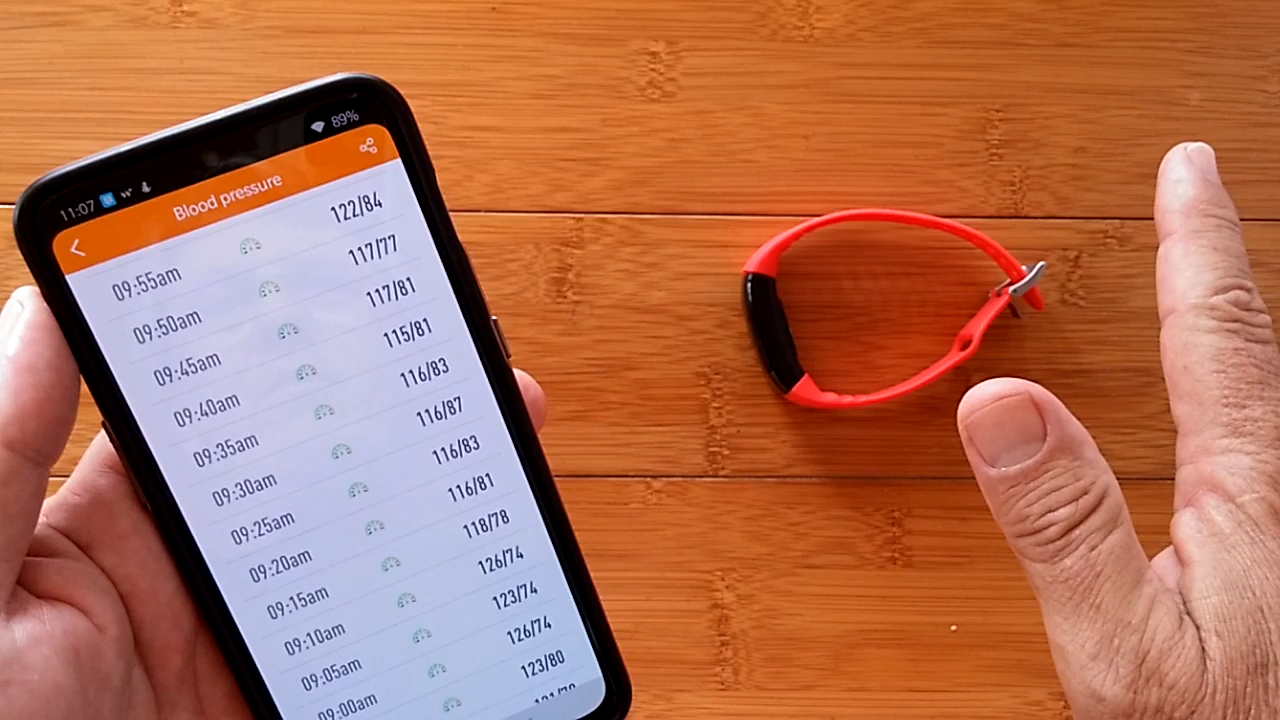 11:07 89%
Blood pressure
09:55am 122/84
09:50am 117/77
09:45am 117/81
09:40am 115/81
09:35am 116/83
09:30am 116/87
09:25am 116/83
09:20am 116/81
09:15am 118/78
09:10am 126/74
09:05am 123/74
09:00am 126/74
123/80